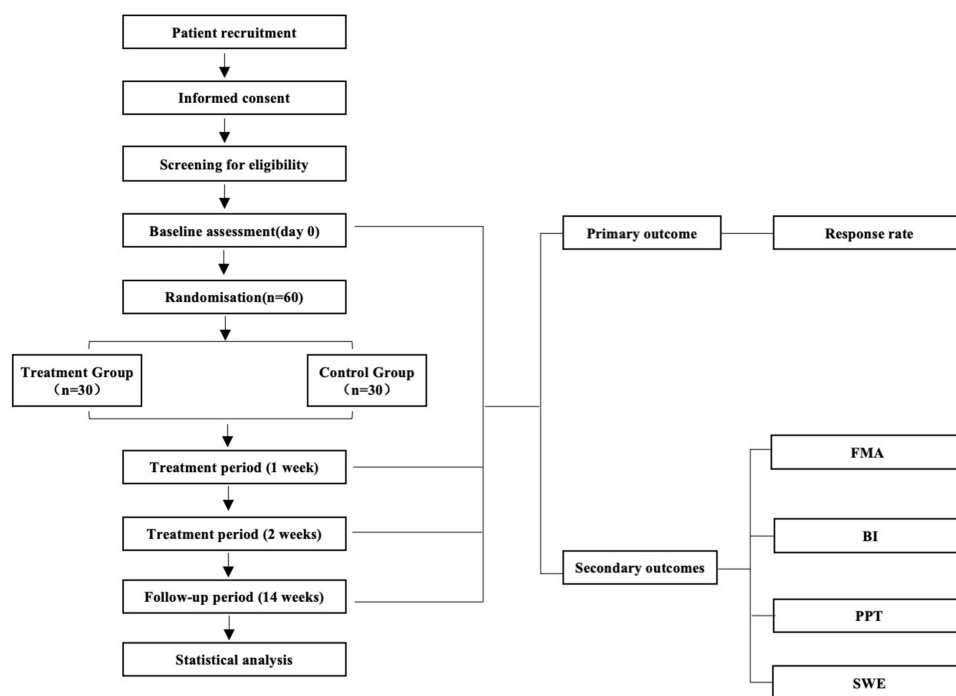 Patient recruitment
Informed consent
Screening for eligibility
Baseline assessment(day 0)
Randomisation(n=60)
Treatment Group
（n=30）
Control Group
（n=30）
Treatment period (1 week)
Treatment period (2 weeks)
Follow-up period (14 weeks)
Statistical analysis
Primary outcome
Response rate
Secondary outcomes
FMA
BI
PPT
SWE